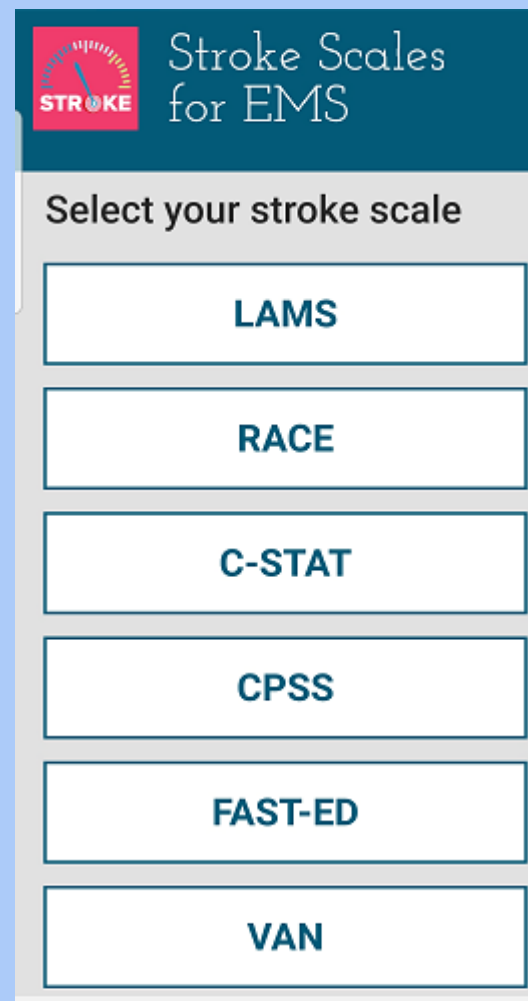 STROKE
Stroke Scales
for EMS
Select your stroke scale
LAMS
RACE
C-STAT
CPSS
FAST-ED
VAN